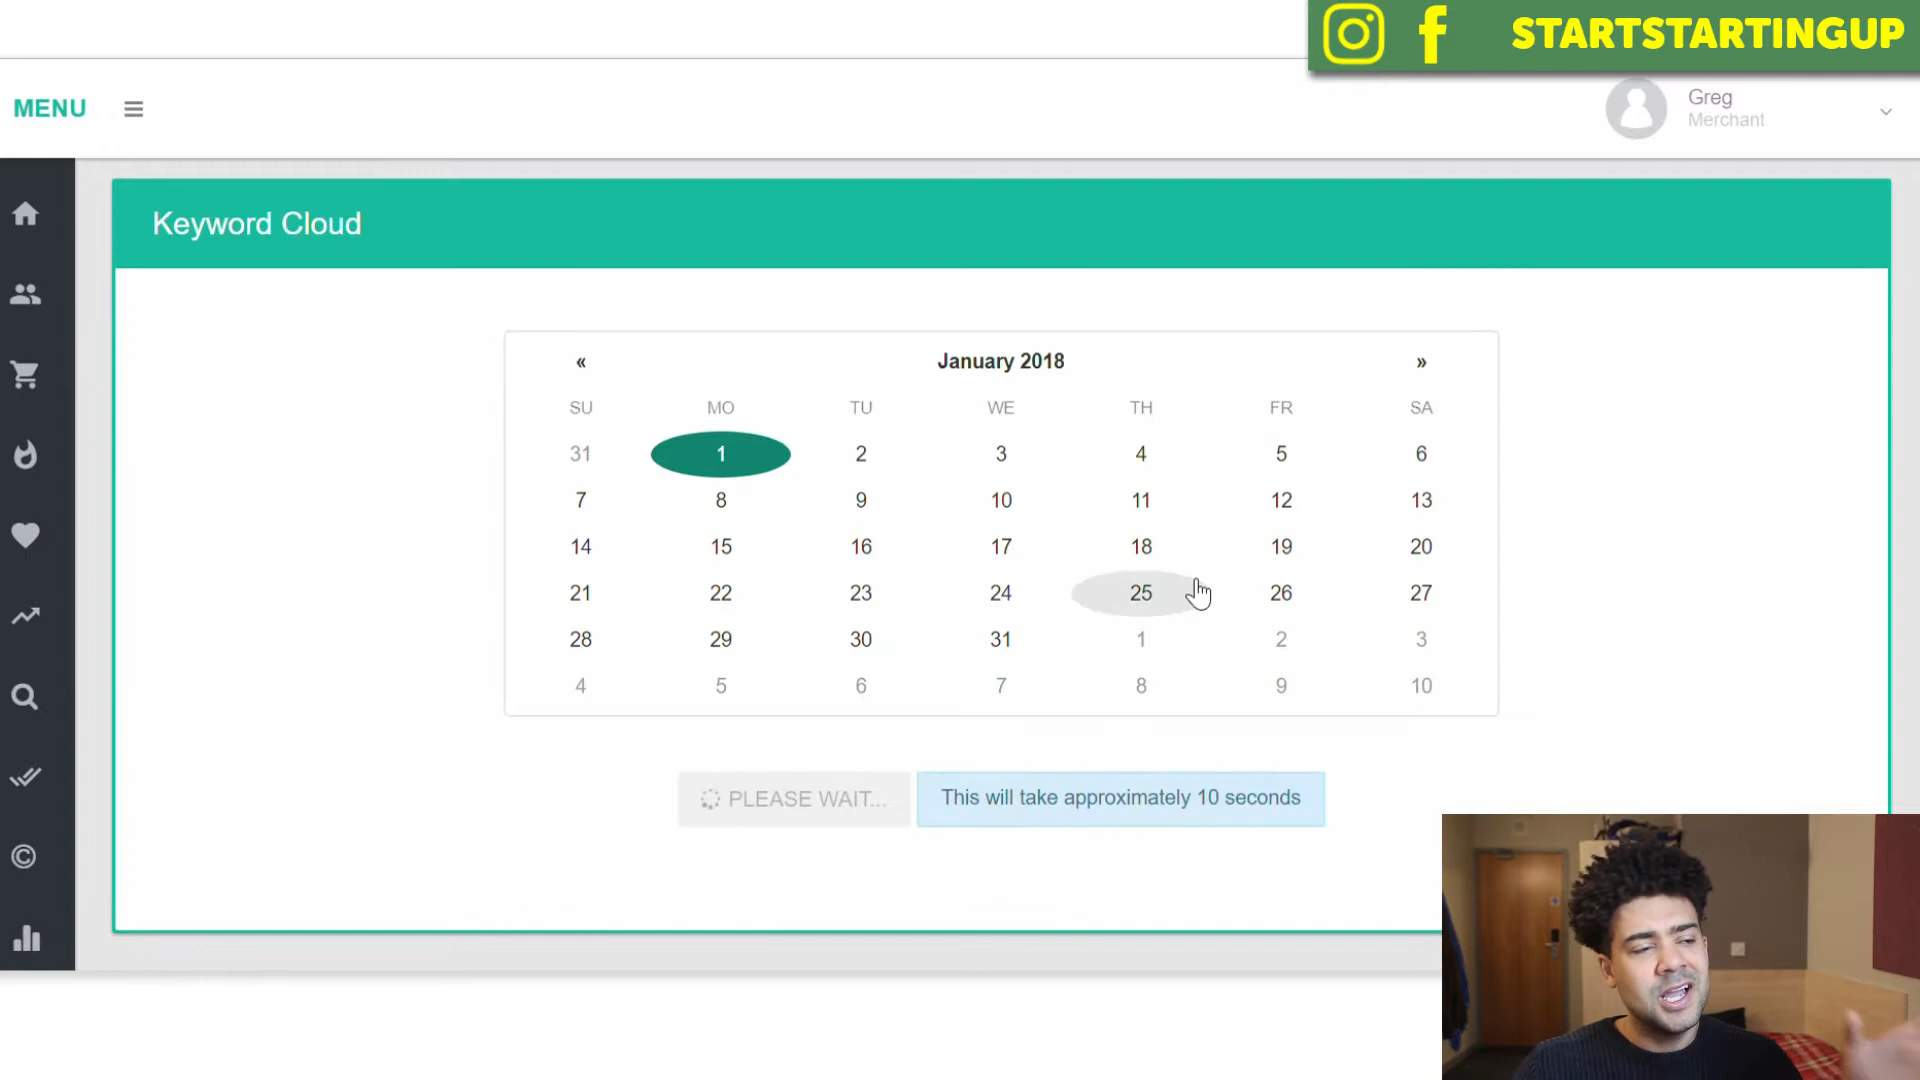 STARTSTARTINGUP
MENU
Greg
Merchant
Keyword Cloud
« January 2018 »
SU MO TU WE TH FR SA
31 1 2 3 4 5 6
7 8 9 10 11 12 13
14 15 16 17 18 19 20
21 22 23 24 25 26 27
28 29 30 31 1 2 3
4 5 6 7 8 9 10
PLEASE WAIT...
This will take approximately 10 seconds